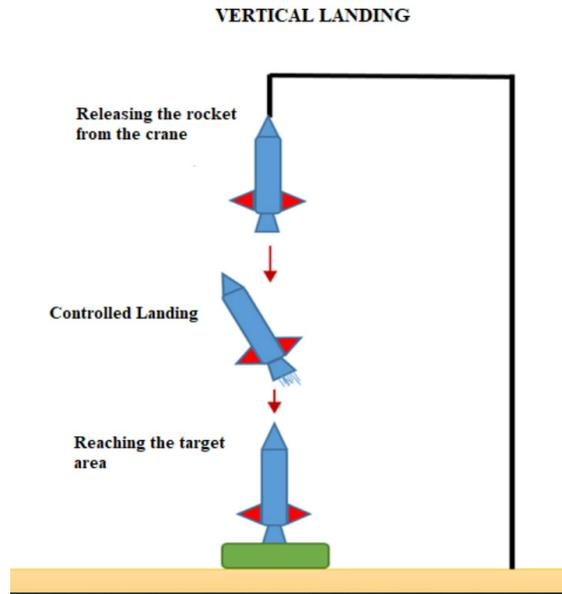 VERTICAL LANDING
Releasing the rocket
from the crane
Controlled Landing
Reaching the target
area